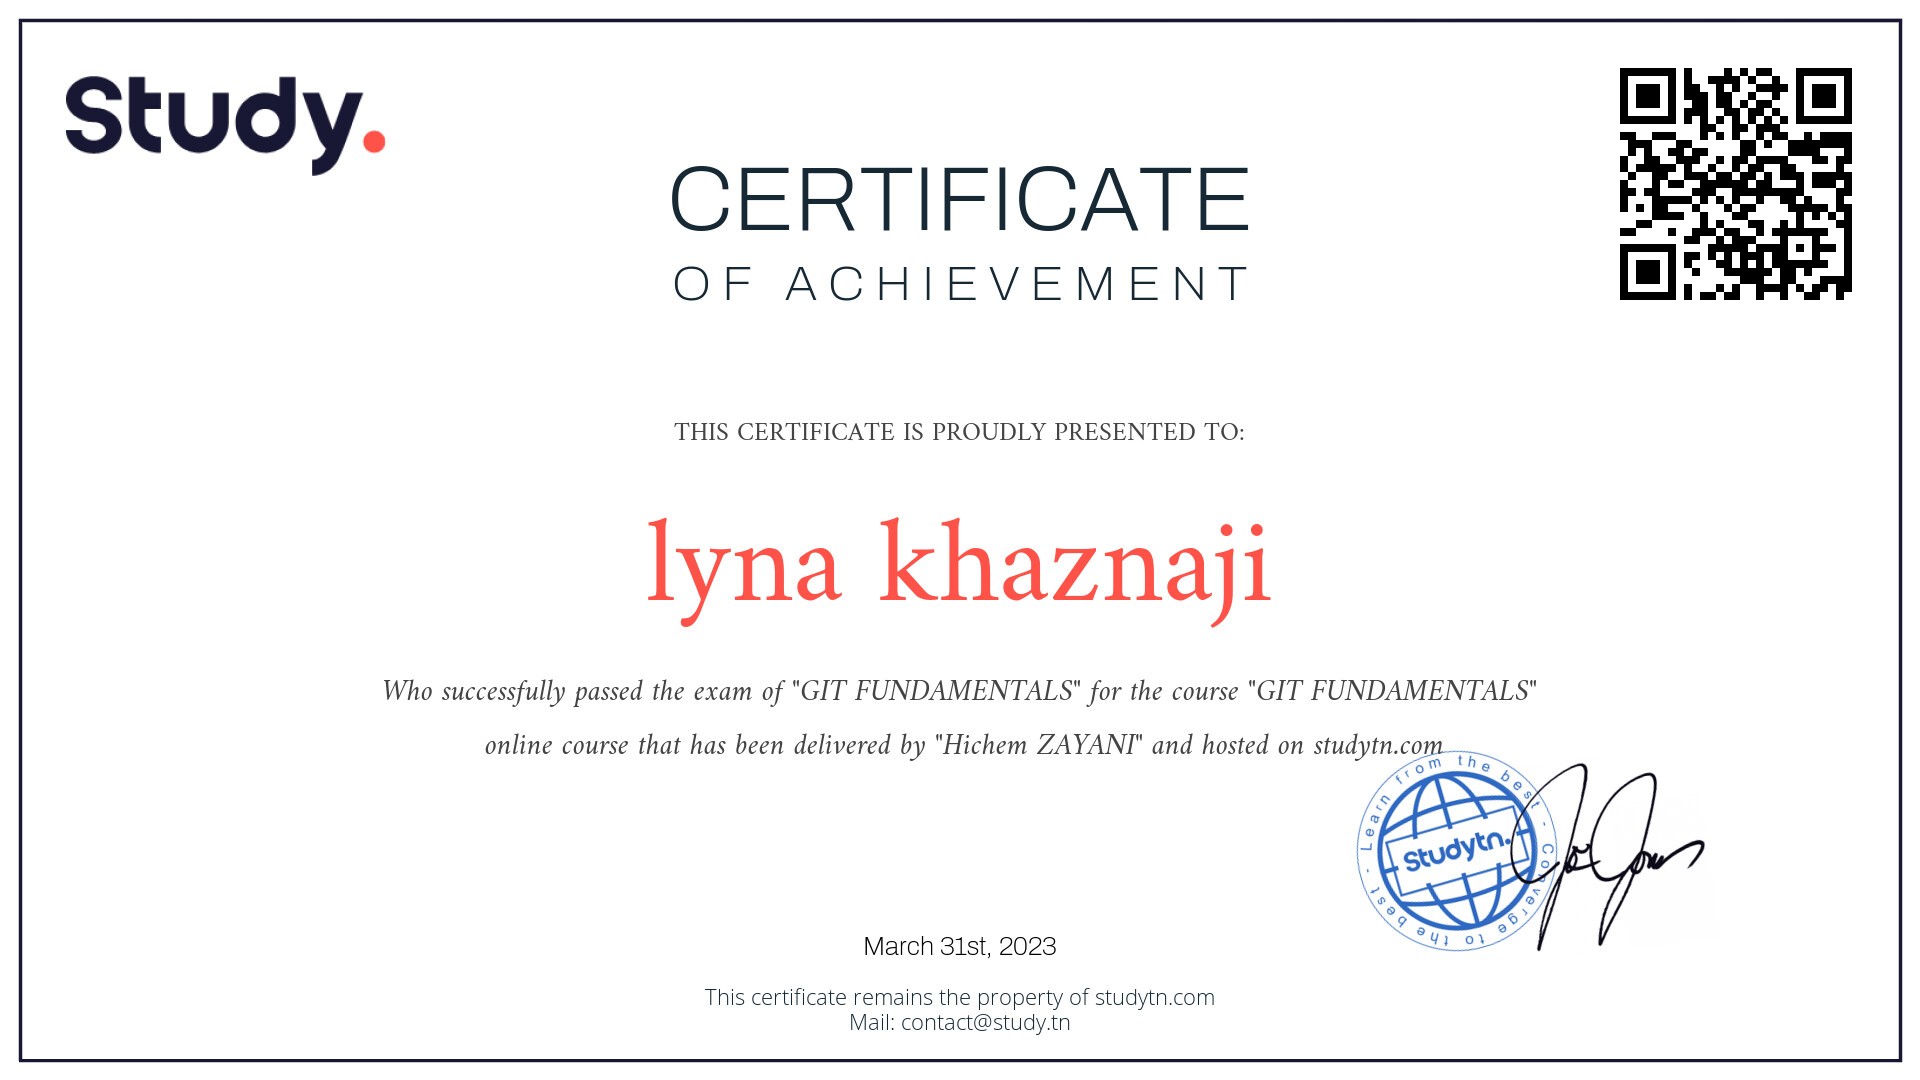 Study.
CERTIFICATE
OF ACHIEVEMENT
THIS CERTIFICATE IS PROUDLY PRESENTED TO:
lyna khaznaji
Who successfully passed the exam of "GIT FUNDAMENTALS" for the course "GIT FUNDAMENTALS"
online course that has been delivered by "Hichem ZAYANI" and hosted on studytn.com
Learn from the best - Converge to the best -
Studytn.
March 31st, 2023
This certificate remains the property of studytn.com
Mail: contact@study.tn